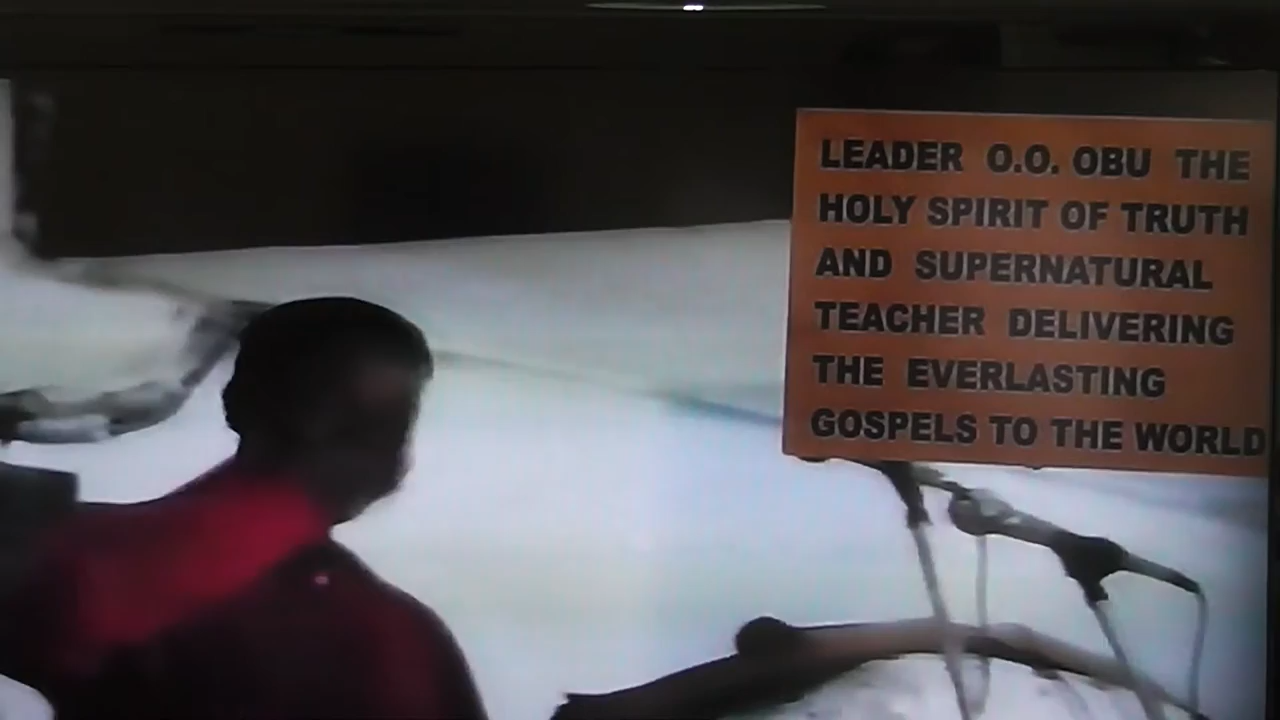 LEADER O.O. OBU THE
HOLY SPIRIT OF TRUTH
AND SUPERNATURAL
TEACHER DELIVERING
THE EVERLASTING
GOSPELS TO THE WORLD